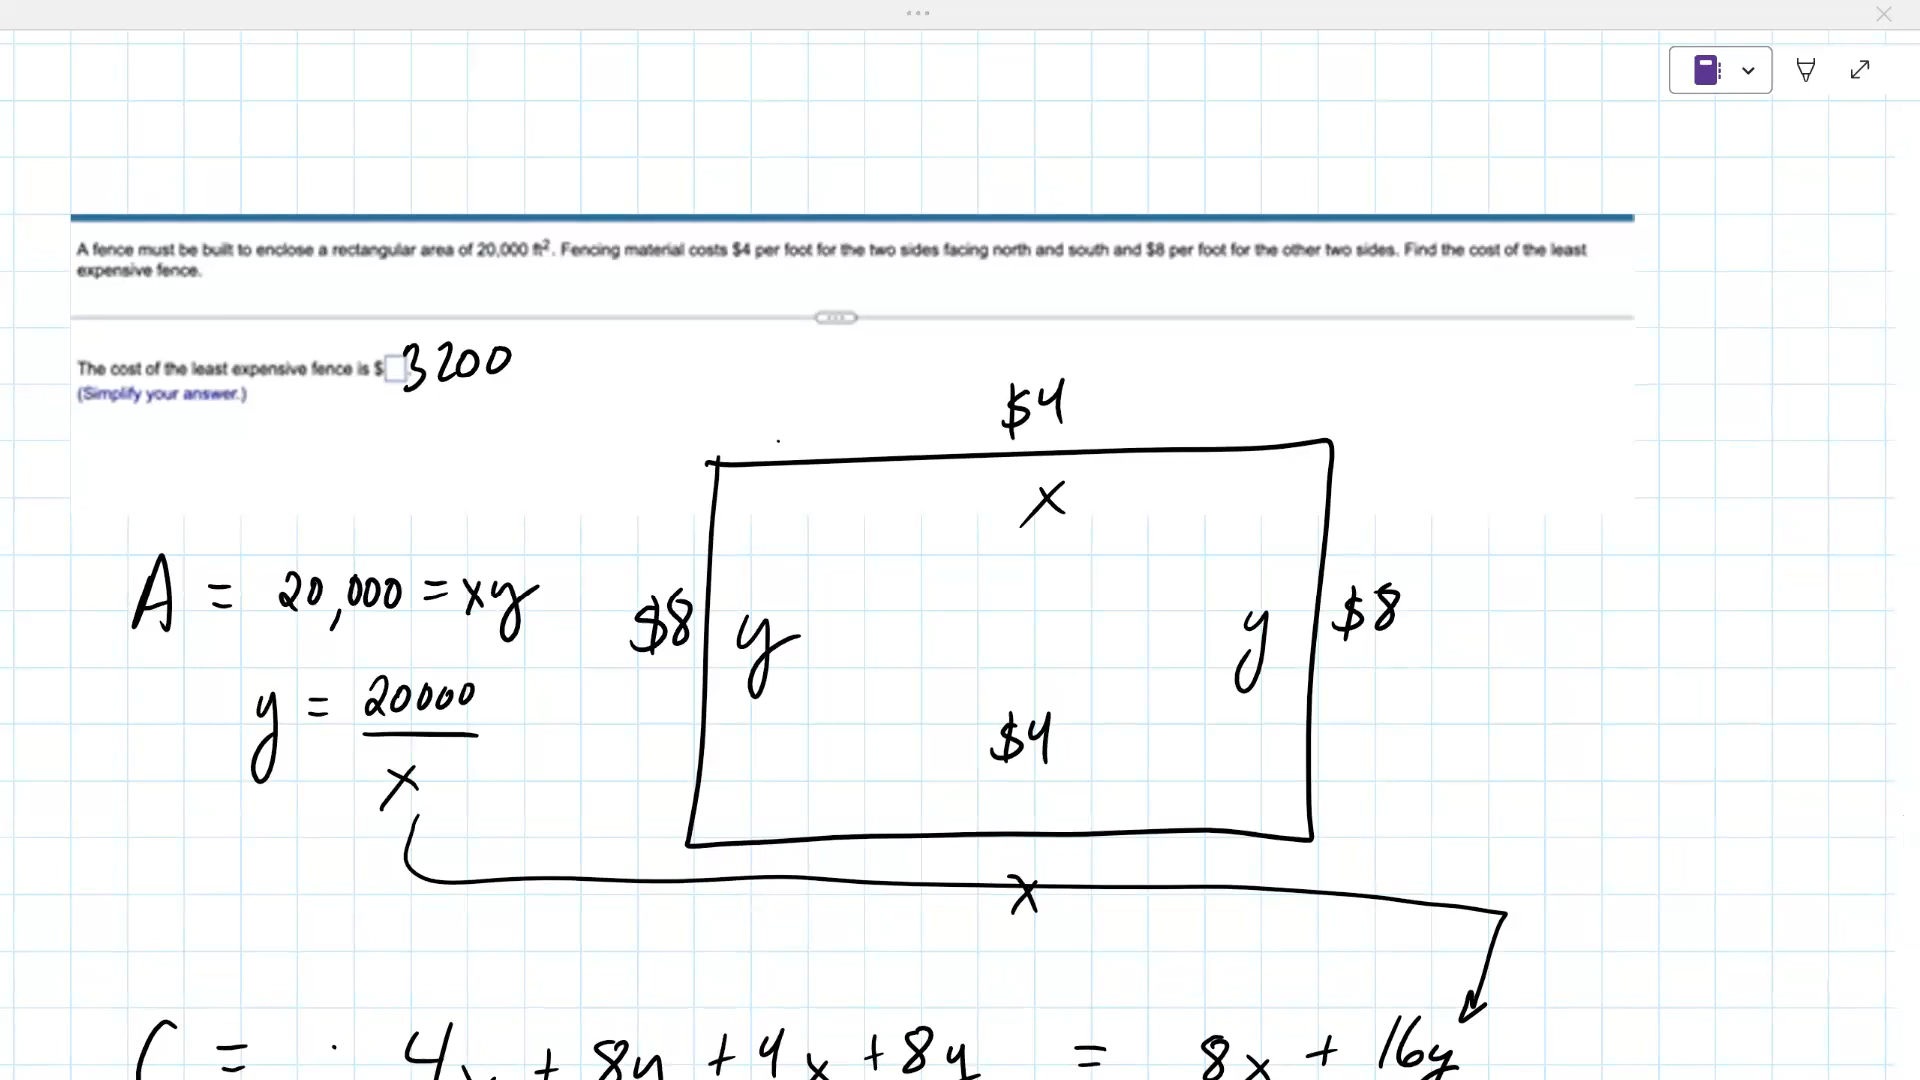 A fence must be built to enclose a rectangular area of 20,000 ft². Fencing material costs $4 per foot for the two sides facing north and south and $8 per foot for the other two sides. Find the cost of the least
expensive fence.
The cost of the least expensive fence is $ 3200
(Simplify your answer.)
$4
x
A = 20,000 = xy
$8
y
y
$8
y = 20000
x
$4
x
C = 4x + 8y + 4x + 8y = 8x + 16y